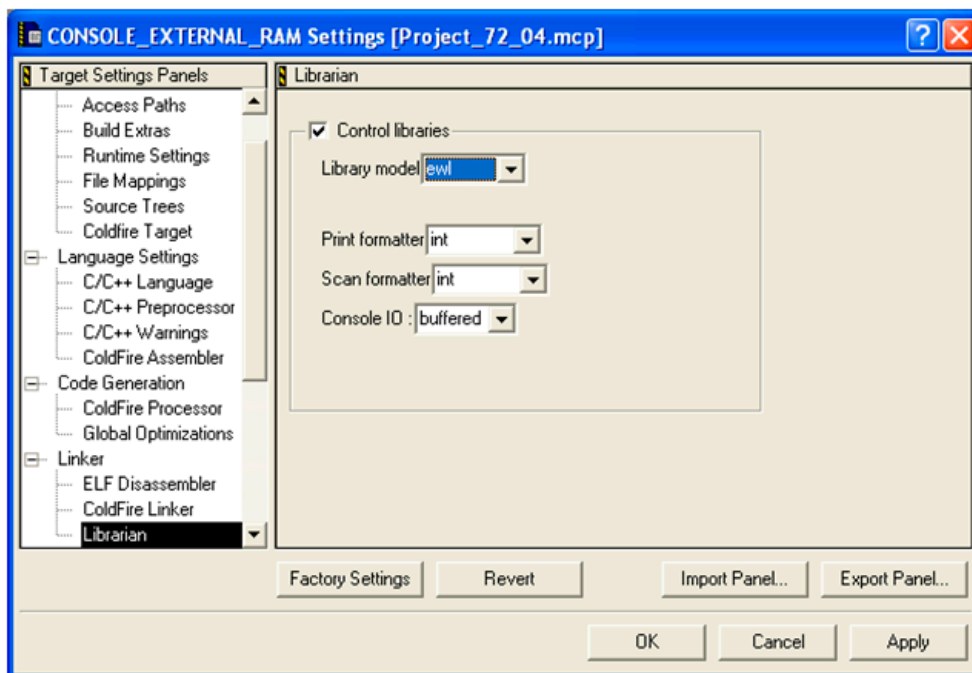 CONSOLE_EXTERNAL_RAM Settings [Project_72_04.mcp]
Target Settings Panels
Access Paths
Build Extras
Runtime Settings
File Mappings
Source Trees
Coldfire Target
Language Settings
C/C++ Language
C/C++ Preprocessor
C/C++ Warnings
ColdFire Assembler
Code Generation
ColdFire Processor
Global Optimizations
Linker
ELF Disassembler
ColdFire Linker
Librarian
Librarian
Control libraries
Library model ewl
Print formatter int
Scan formatter int
Console IO : buffered
Factory Settings
Revert
Import Panel...
Export Panel...
OK
Cancel
Apply